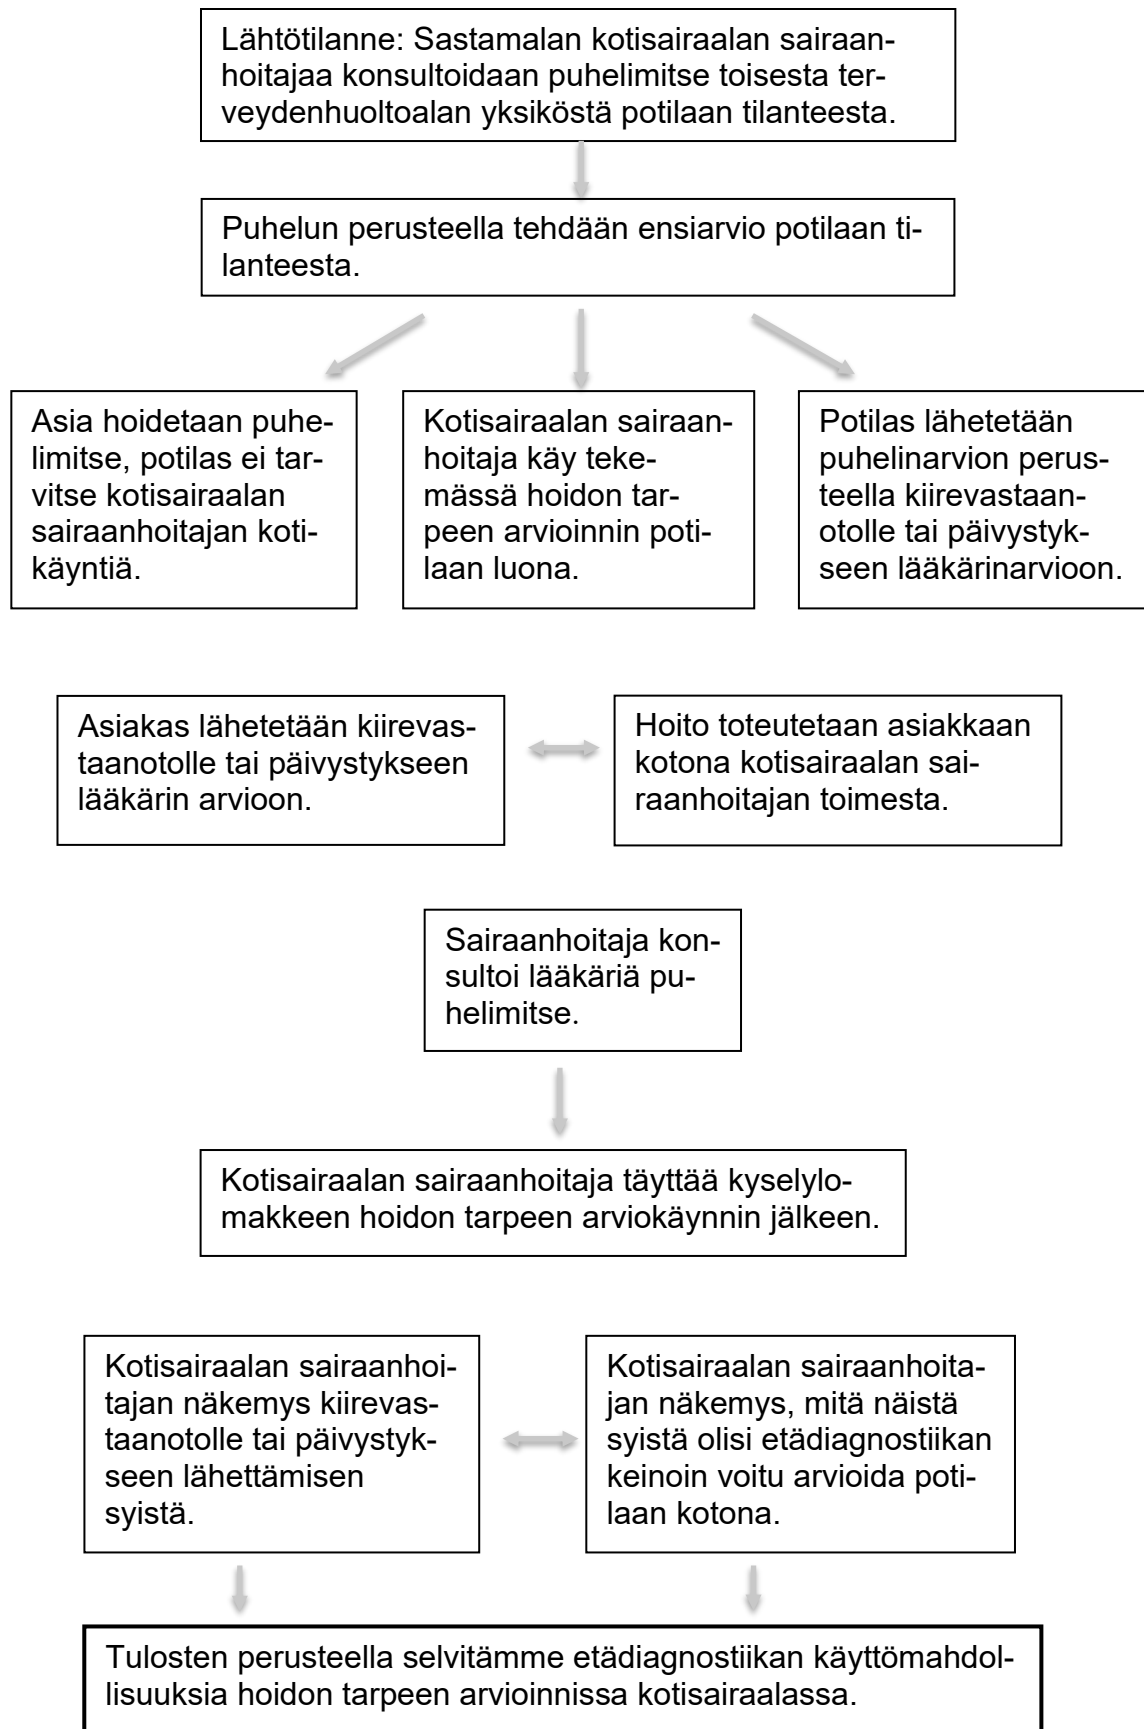 Lähtötilanne: Sastamalan kotisairaalan sairaan-
hoitajaa konsultoidaan puhelimitse toisesta ter-
veydenhuoltoalan yksiköstä potilaan tilanteesta.
Puhelun perusteella tehdään ensiarvio potilaan ti-
lanteesta.
Asia hoidetaan puhe-
limitse, potilas ei tar-
vitse kotisairaalan
sairaanhoitajan koti-
käyntiä.
Kotisairaalan sairaan-
hoitaja käy teke-
mässä hoidon tar-
peen arvioinnin poti-
laan luona.
Potilas lähetetään
puhelinarvion perus-
teella kiirevastaan-
otolle tai päivystyk-
seen lääkärinarvioon.
Asiakas lähetetään kiirevas-
taanotolle tai päivystykseen
lääkärin arvioon.
Hoito toteutetaan asiakkaan
kotona kotisairaalan sai-
raanhoitajan toimesta.
Sairaanhoitaja kon-
sultoi lääkäriä pu-
helimitse.
Kotisairaalan sairaanhoitaja täyttää kyselylo-
makkeen hoidon tarpeen arviokäynnin jälkeen.
Kotisairaalan sairaanhoi-
tajan näkemys kiirevas-
taanotolle tai päivystyk-
seen lähettämisen
syistä.
Kotisairaalan sairaanhoita-
jan näkemys, mitä näistä
syistä olisi etädiagnostiikan
keinoin voitu arvioida poti-
laan kotona.
Tulosten perusteella selvitämme etädiagnostiikan käyttömahdol-
lisuuksia hoidon tarpeen arvioinnissa kotisairaalassa.